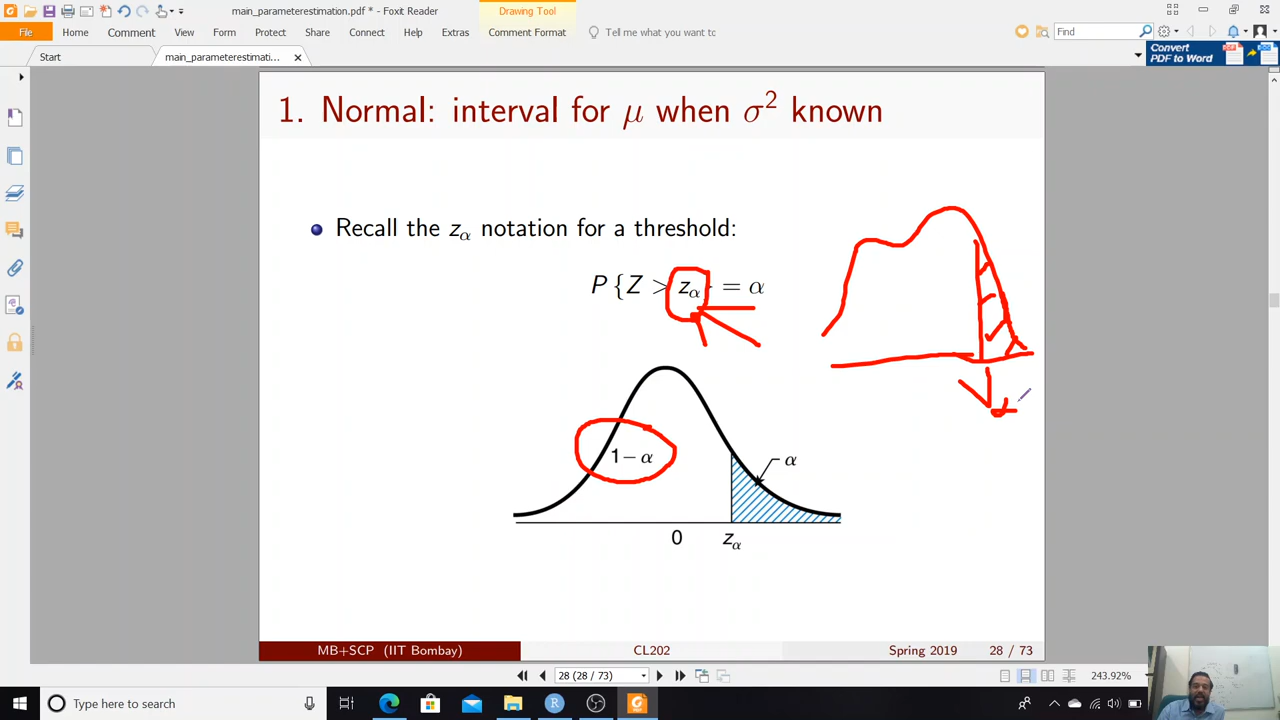 main_parameterestimation.pdf * - Foxit Reader
Drawing Tool
File Home Comment View Form Protect Share Connect Help Extras Comment Format Tell me what you want to Find
Start main_parameterestimati...
Convert PDF to Word
1. Normal: interval for μ when σ² known
Recall the z_α notation for a threshold:
P {Z > z_α} = α
1 − α
α
0 z_α
α
MB+SCP (IIT Bombay) CL202 Spring 2019 28 / 73
28 (28 / 73) 243.92%
Type here to search